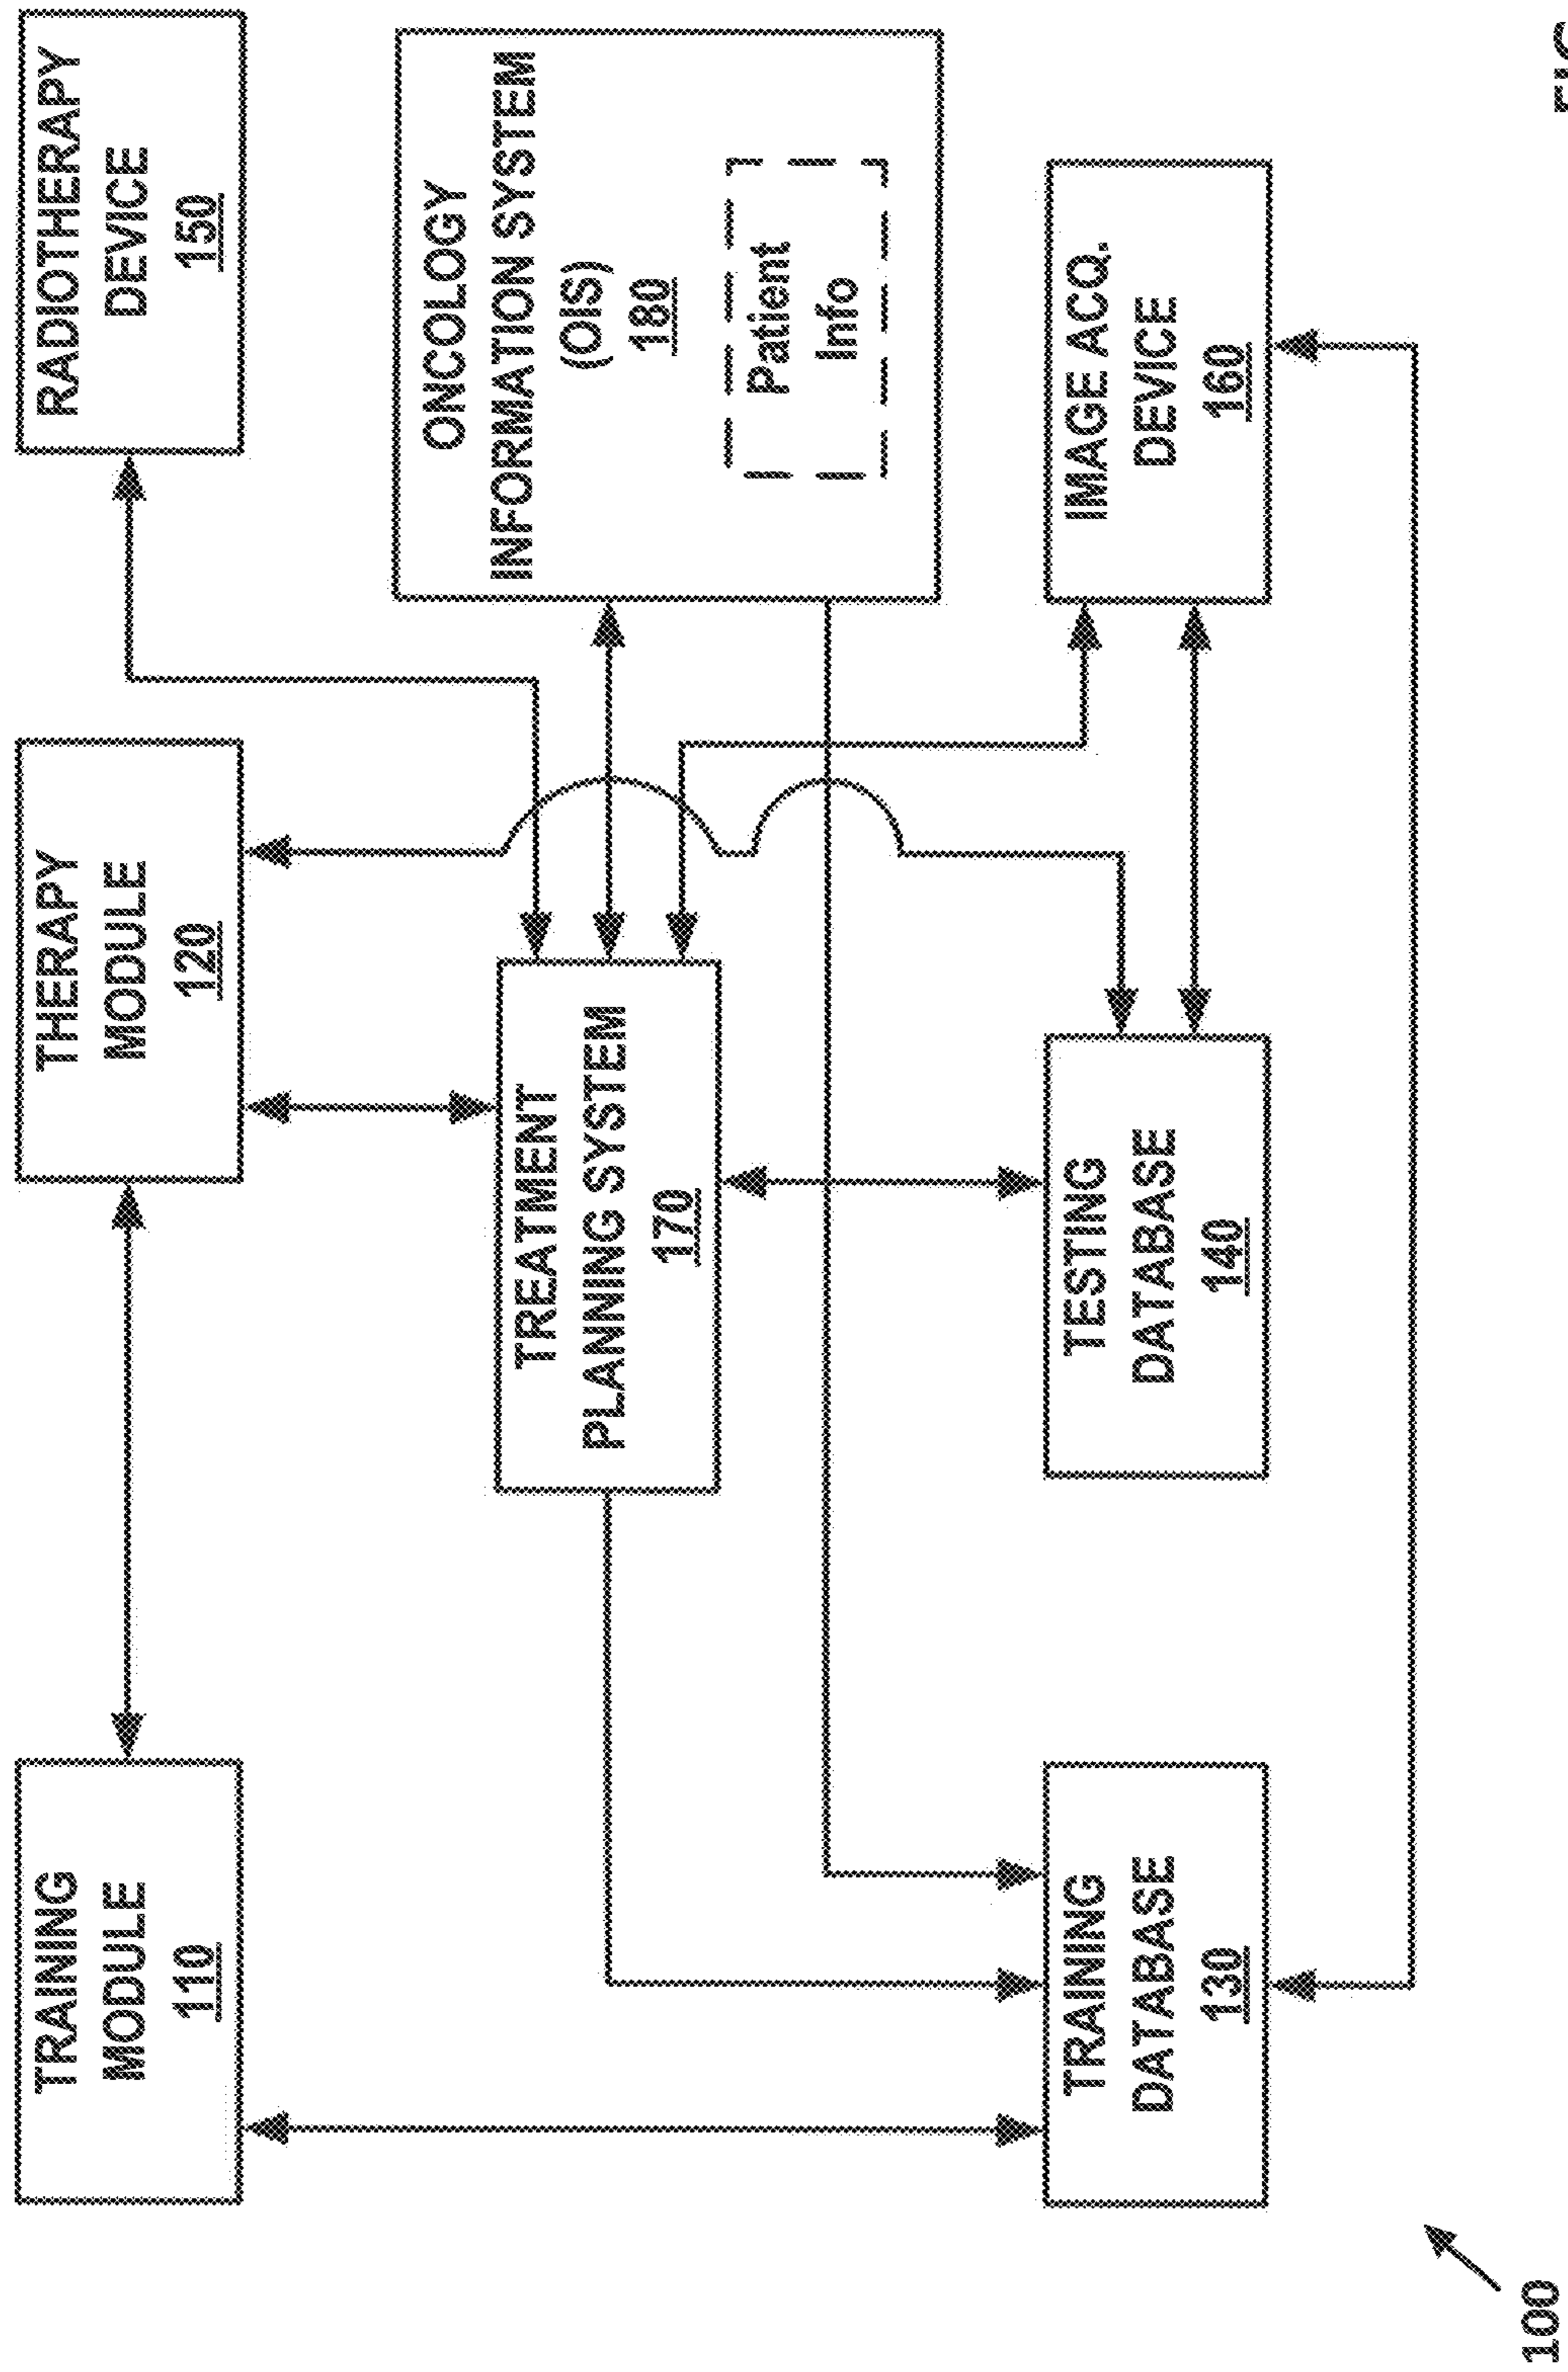 TRAINING
MODULE
110
THERAPY
MODULE
120
RADIOTHERAPY
DEVICE
150
TREATMENT
PLANNING SYSTEM
170
ONCOLOGY
INFORMATION SYSTEM
(OIS)
180
Patient
Info
TRAINING
DATABASE
130
TESTING
DATABASE
140
IMAGE ACQ.
DEVICE
160
100